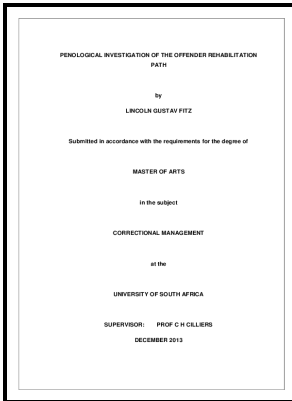 PENOLOGICAL INVESTIGATION OF THE OFFENDER REHABILITATION
PATH
by
LINCOLN GUSTAV FITZ
Submitted in accordance with the requirements for the degree of
MASTER OF ARTS
in the subject
CORRECTIONAL MANAGEMENT
at the
UNIVERSITY OF SOUTH AFRICA
SUPERVISOR: PROF C H CILLIERS
DECEMBER 2013